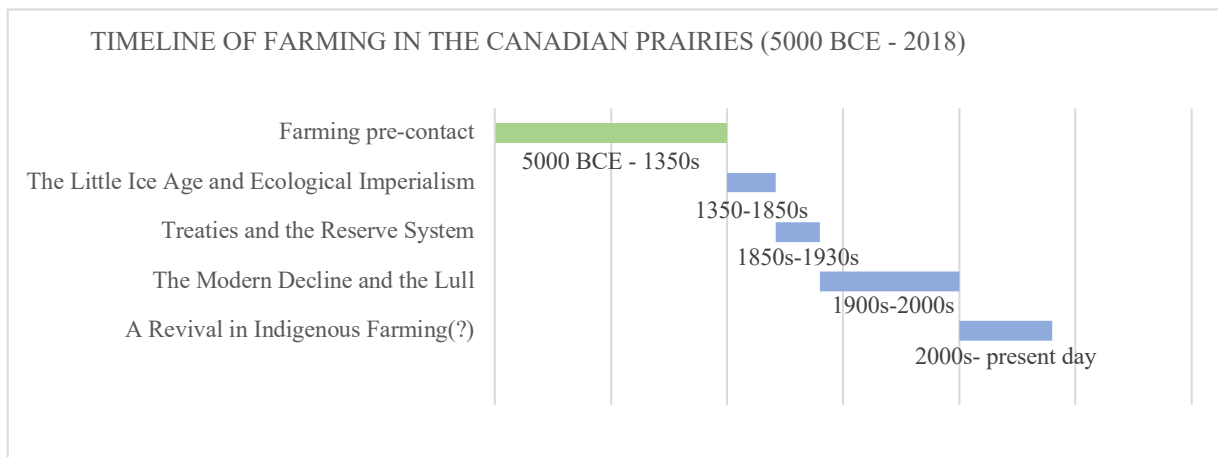 TIMELINE OF FARMING IN THE CANADIAN PRAIRIES (5000 BCE - 2018)
Farming pre-contact
5000 BCE - 1350s
The Little Ice Age and Ecological Imperialism
1350-1850s
Treaties and the Reserve System
1850s-1930s
The Modern Decline and the Lull
1900s-2000s
A Revival in Indigenous Farming(?)
2000s- present day